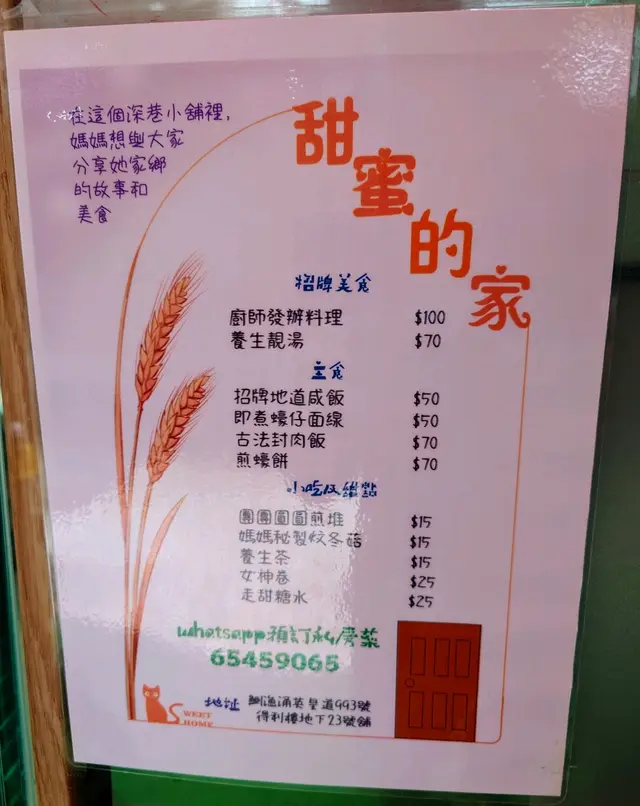 在這個深巷小舖裡,
媽媽想與大家
分享她家鄉
的故事和
美食
甜蜜的家
招牌美食
廚師發辦料理 $100
養生靚湯 $70
主食
招牌地道咸飯 $50
即煮蠔仔面線 $50
古法封肉飯 $70
煎蠔餅 $70
小吃及甜點
團團圓圓煎堆 $15
媽媽秘製炆冬菇 $15
養生茶 $15
女神卷 $25
走甜糖水 $25
whatsapp預訂私房菜
65459065
SWEET
HOME
地址 鰂漁涌英皇道993號
得利樓地下23號舖